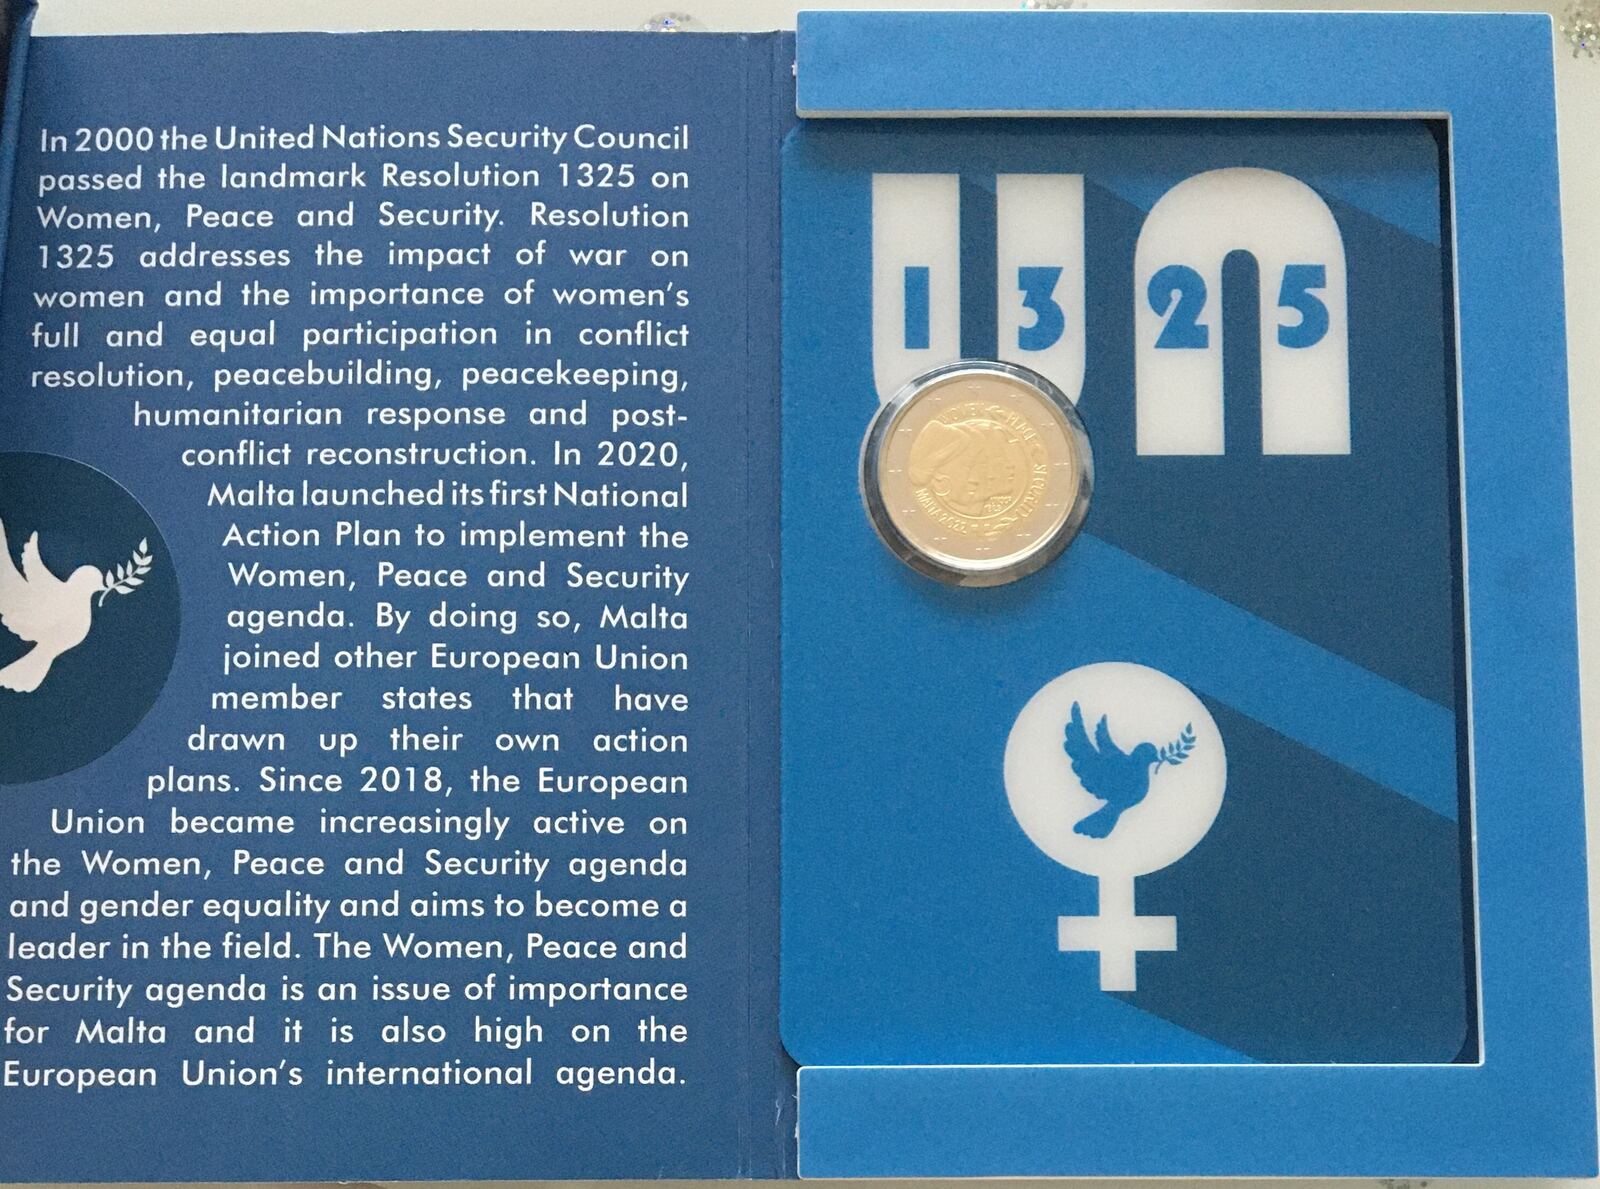 In 2000 the United Nations Security Council
passed the landmark Resolution 1325 on
Women, Peace and Security. Resolution
1325 addresses the impact of war on
women and the importance of women's
full and equal participation in conflict
resolution, peacebuilding, peacekeeping,
humanitarian response and post-
conflict reconstruction. In 2020,
Malta launched its first National
Action Plan to implement the
Women, Peace and Security
agenda. By doing so, Malta
joined other European Union
member states that have
drawn up their own action
plans. Since 2018, the European
Union became increasingly active on
the Women, Peace and Security agenda
and gender equality and aims to become a
leader in the field. The Women, Peace and
Security agenda is an issue of importance
for Malta and it is also high on the
European Union's international agenda.
UN
1325
WOMEN PEACE SECURITY
MALTA 2022